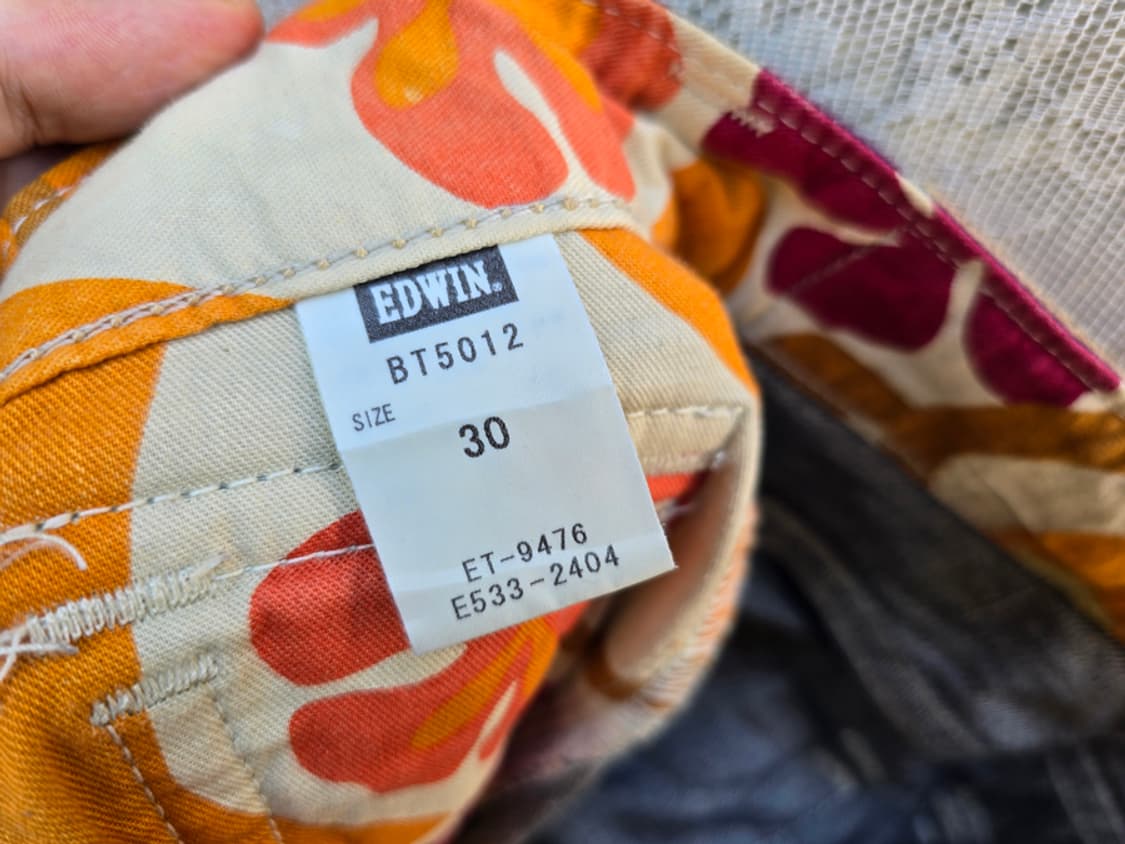 EDWIN.
BT5012
SIZE
30
ET-9476
E533-2404